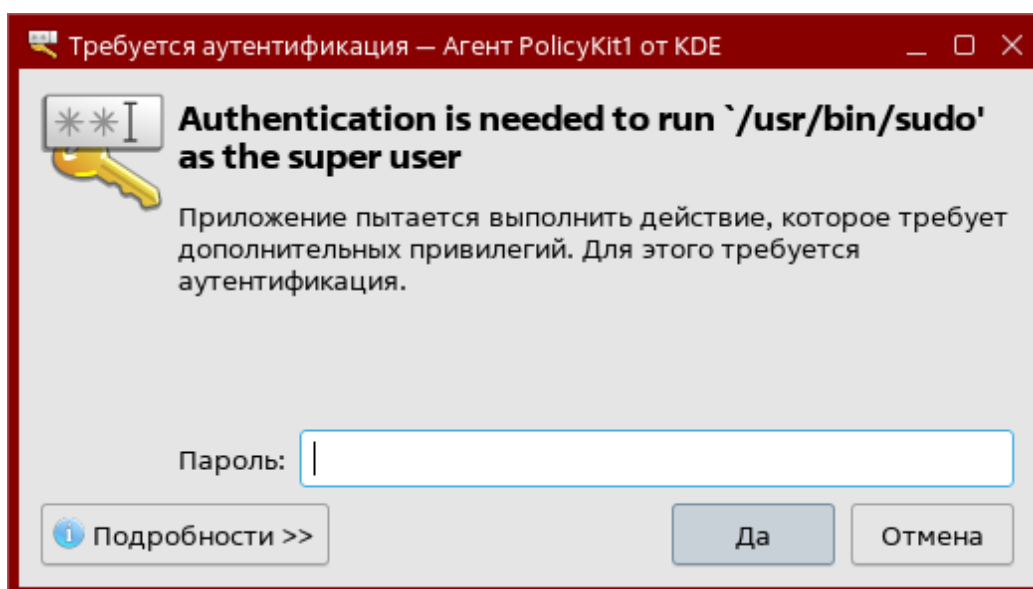 Требуется аутентификация — Агент PolicyKit1 от KDE
Authentication is needed to run `/usr/bin/sudo'
as the super user
Приложение пытается выполнить действие, которое требует
дополнительных привилегий. Для этого требуется
аутентификация.
Пароль:
Подробности >>
Да
Отмена